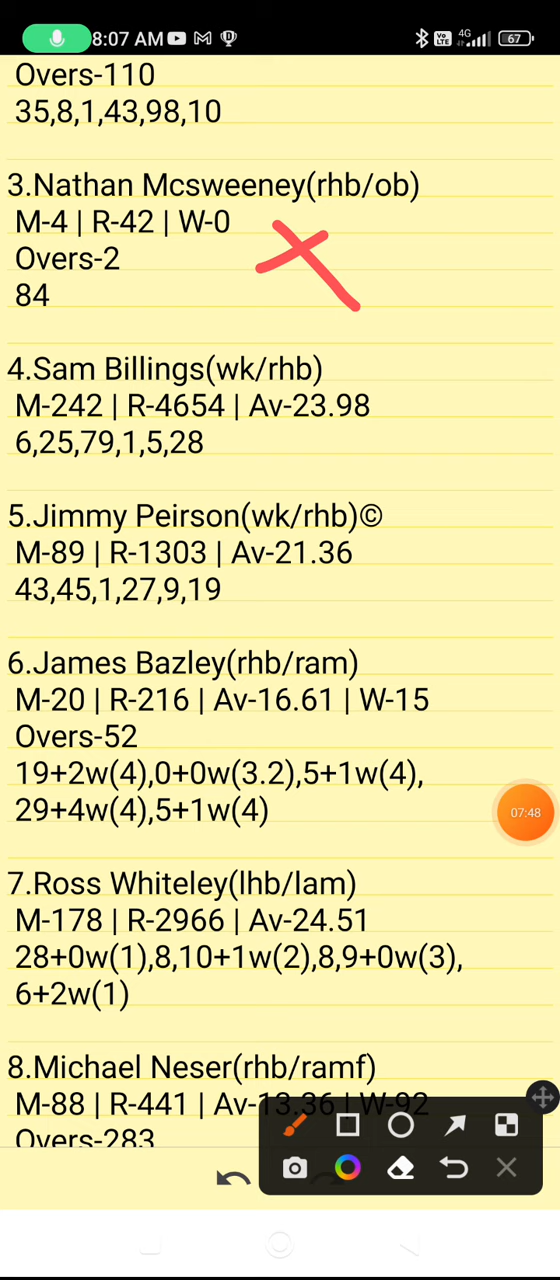 8:07 AM
4G
Vo LTE
67
Overs-110
35,8,1,43,98,10
3.Nathan Mcsweeney(rhb/ob)
M-4 | R-42 | W-0
Overs-2
84
4.Sam Billings(wk/rhb)
M-242 | R-4654 | Av-23.98
6,25,79,1,5,28
5.Jimmy Peirson(wk/rhb)©
M-89 | R-1303 | Av-21.36
43,45,1,27,9,19
6.James Bazley(rhb/ram)
M-20 | R-216 | Av-16.61 | W-15
Overs-52
19+2w(4),0+0w(3.2),5+1w(4),
29+4w(4),5+1w(4)
07:48
7.Ross Whiteley(lhb/lam)
M-178 | R-2966 | Av-24.51
28+0w(1),8,10+1w(2),8,9+0w(3),
6+2w(1)
8.Michael Neser(rhb/ramf)
M-88 | R-441 | Av-13.36 | W-92
Overs-283